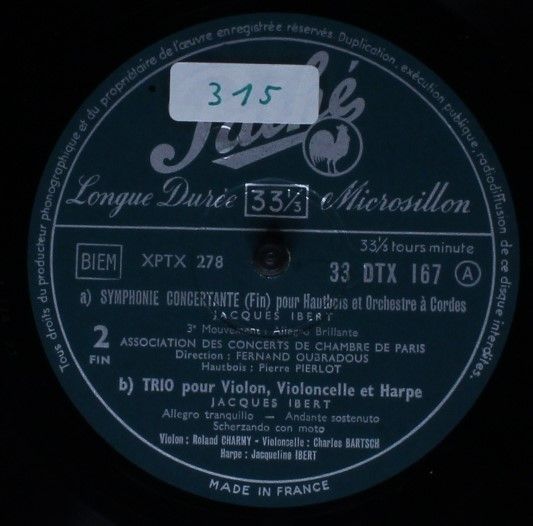 Tous droits du producteur phonographique et du propriétaire de l'œuvre enregistrée réservés. Duplication, exécution publique, radiodiffusion de ce disque interdites.
315
Pathé
Longue Durée 33⅓ Microsillon
33⅓ tours minute
BIEM XPTX 278 33 DTX 167 A
a) SYMPHONIE CONCERTANTE (Fin) pour Hautbois et Orchestre à Cordes
JACQUES IBERT
3e Mouvement : Allegro Brillante
2
FIN
ASSOCIATION DES CONCERTS DE CHAMBRE DE PARIS
Direction : FERNAND OUBRADOUS
Hautbois : Pierre PIERLOT
b) TRIO pour Violon, Violoncelle et Harpe
JACQUES IBERT
Allegro tranquillo — Andante sostenuto
Scherzando con moto
Violon : Roland CHARMY - Violoncelle : Charles BARTSCH
Harpe : Jacqueline IBERT
MADE IN FRANCE